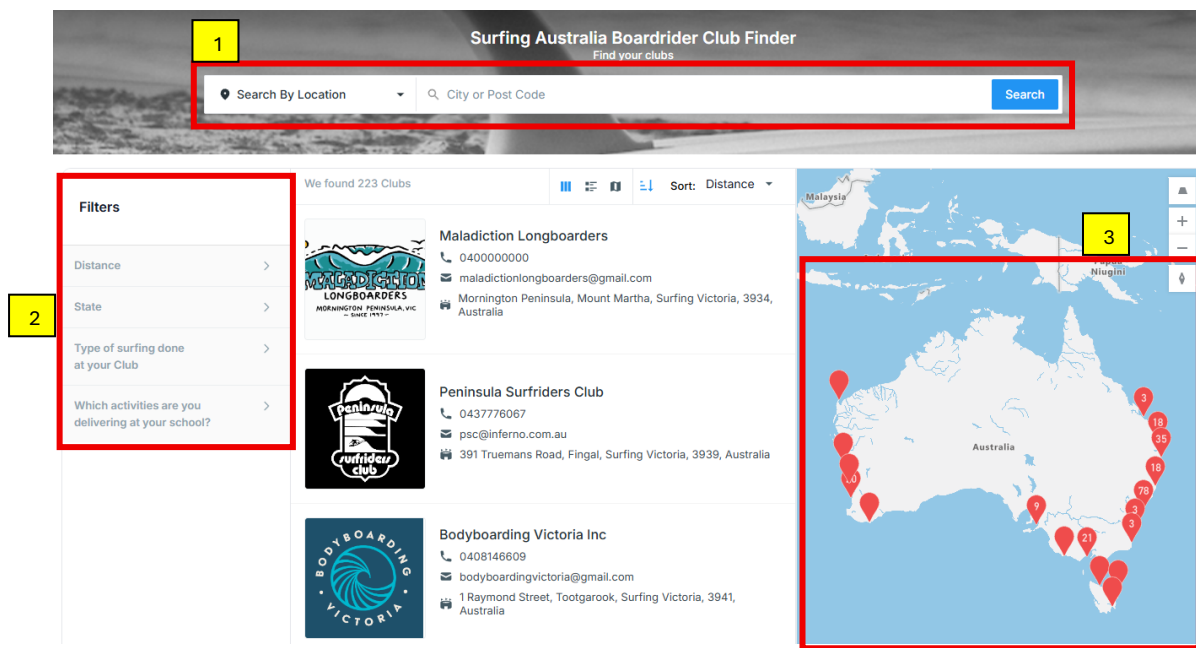 1
Surfing Australia Boardrider Club Finder
Find your clubs
Search By Location
City or Post Code
Search
2
Filters
Distance
State
Type of surfing done
at your Club
Which activities are you
delivering at your school?
We found 223 Clubs
Sort: Distance
MALADICTION
LONGBOARDERS
MORNINGTON PENINSULA, VIC
– SINCE 1997 –
Maladiction Longboarders
0400000000
maladictionlongboarders@gmail.com
Mornington Peninsula, Mount Martha, Surfing Victoria, 3934,
Australia
Peninsula
surfriders
club
Peninsula Surfriders Club
0437776067
psc@inferno.com.au
391 Truemans Road, Fingal, Surfing Victoria, 3939, Australia
BODYBOARDING
VICTORIA
Bodyboarding Victoria Inc
0408146609
bodyboardingvictoria@gmail.com
1 Raymond Street, Tootgarook, Surfing Victoria, 3941,
Australia
3
Malaysia
Niugini
Australia
3
18
35
18
78
3
3
9
21